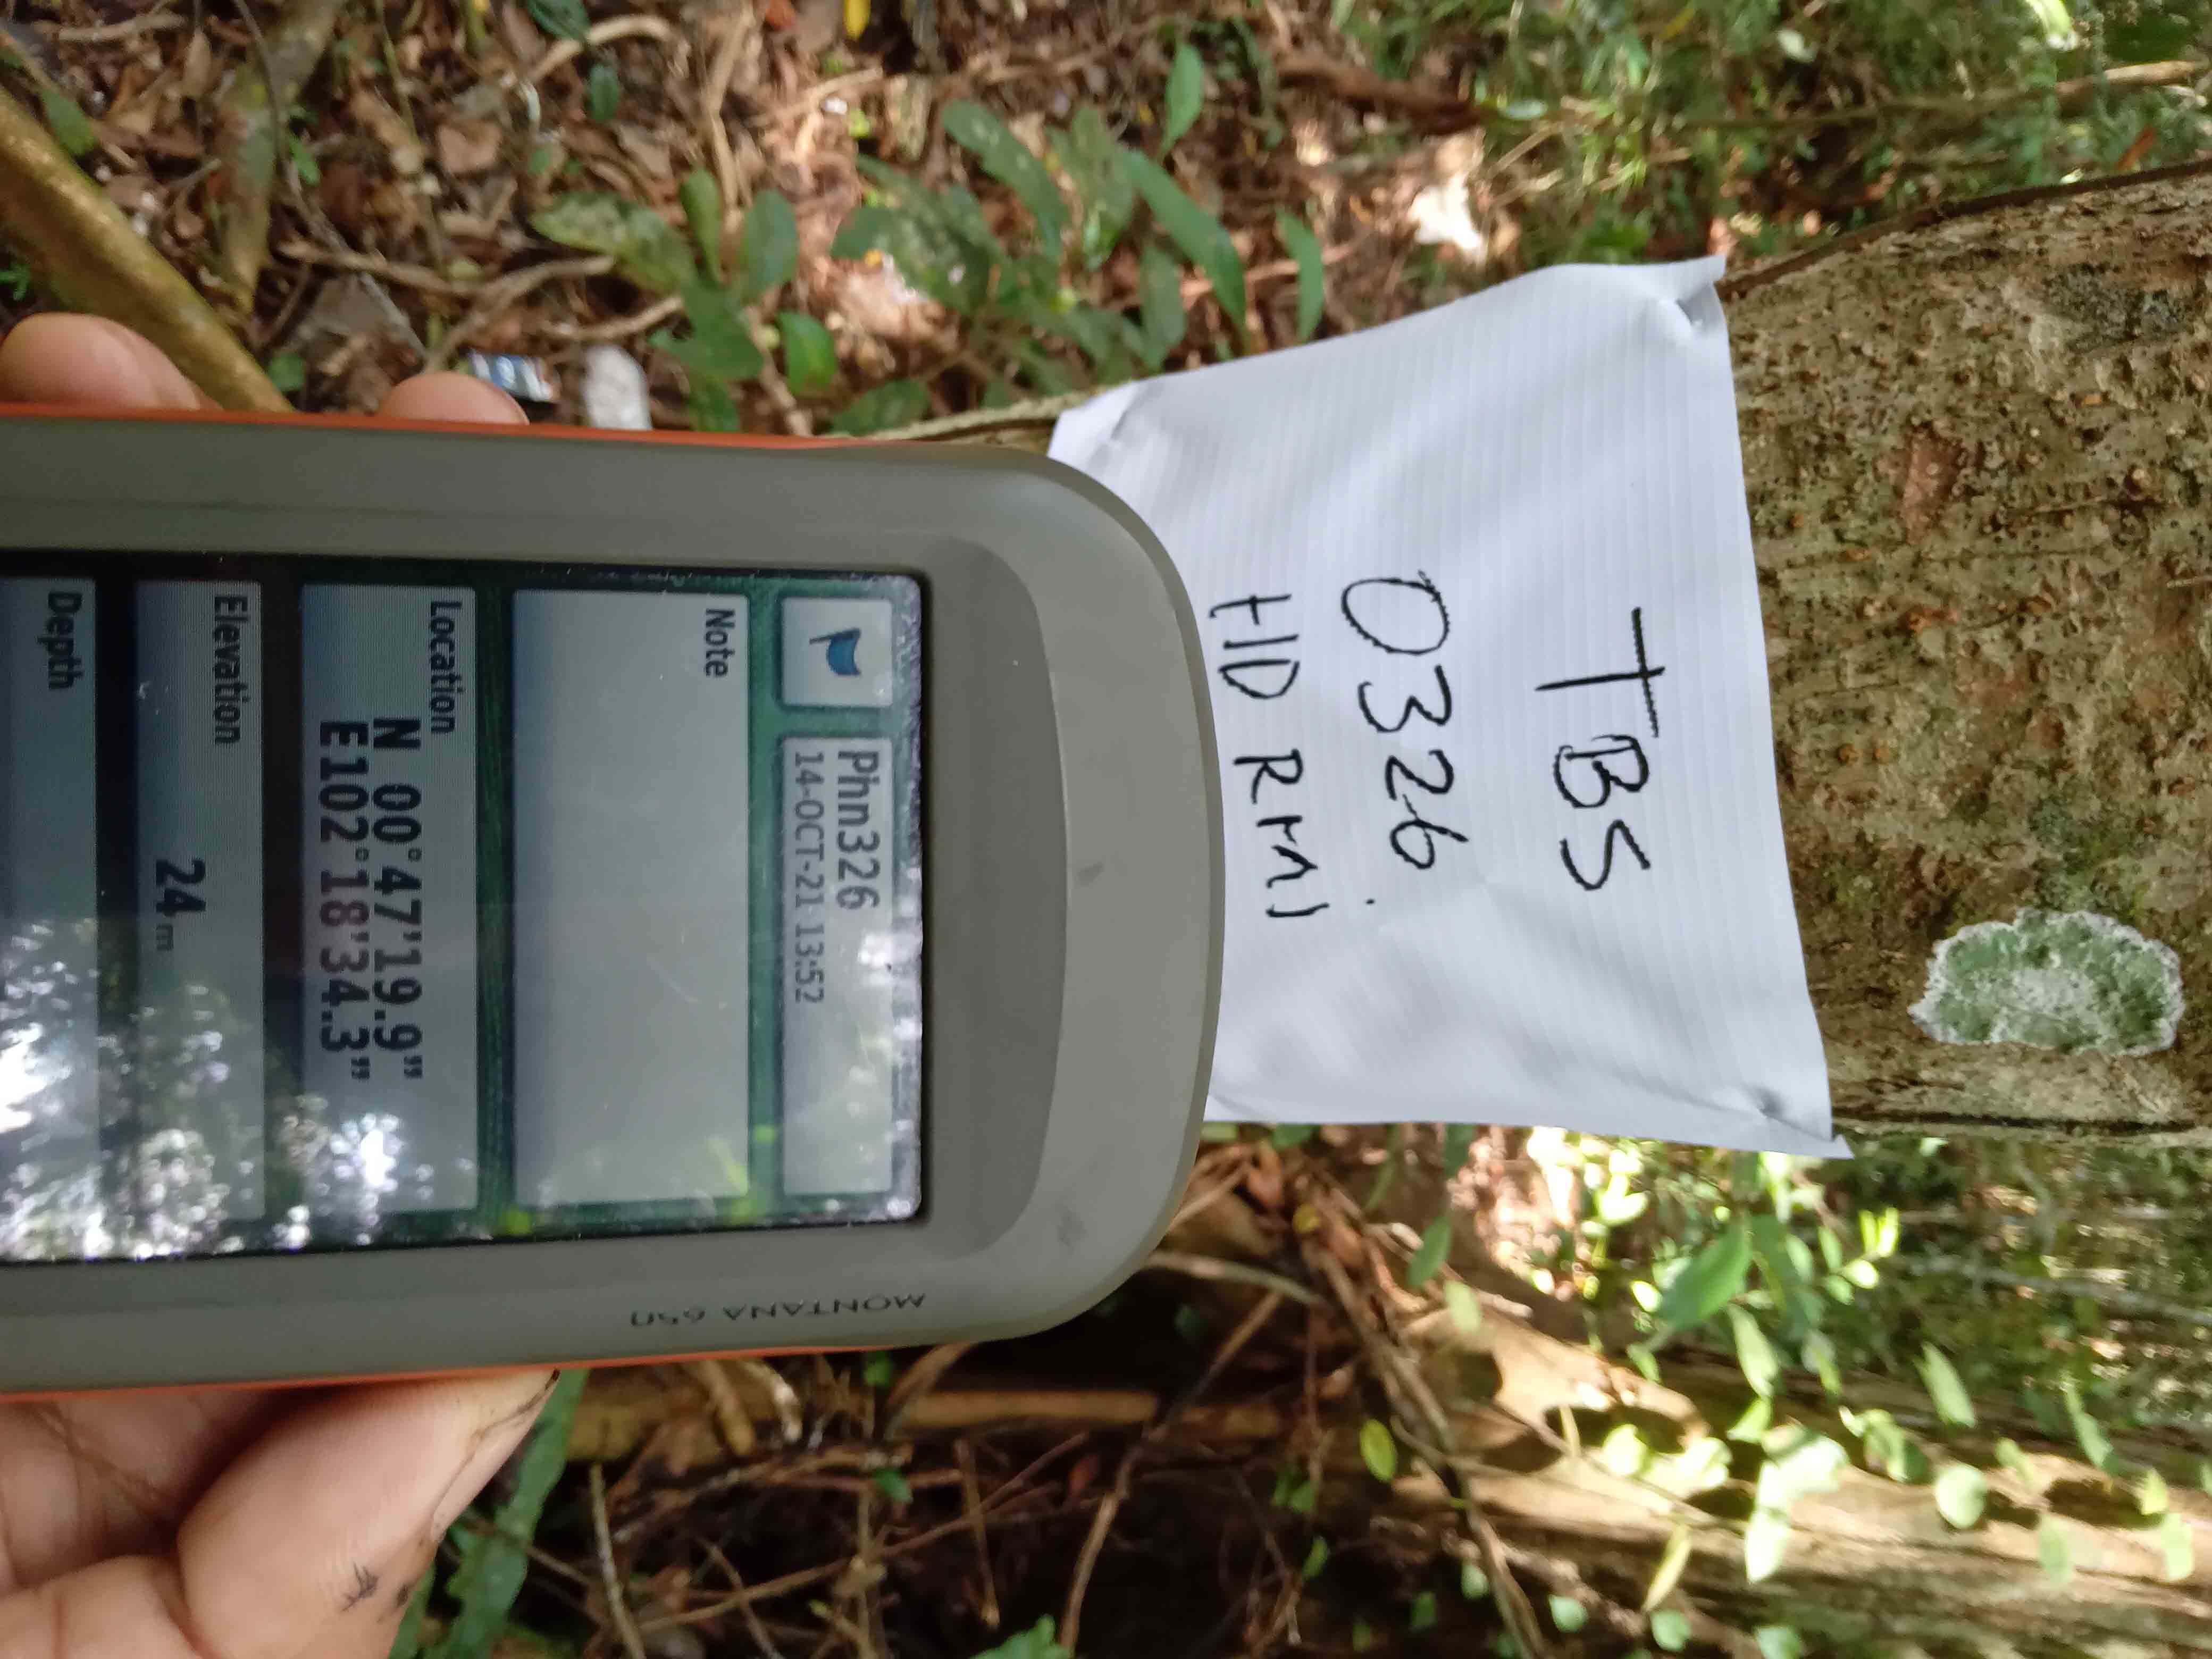 TBS
0326
HD RMI
MONTANA 650
Phn326
14-OCT-21 13:52
Note
Location
N 00°47'19.9"
E102°18'34.3"
Elevation
24 m
Depth